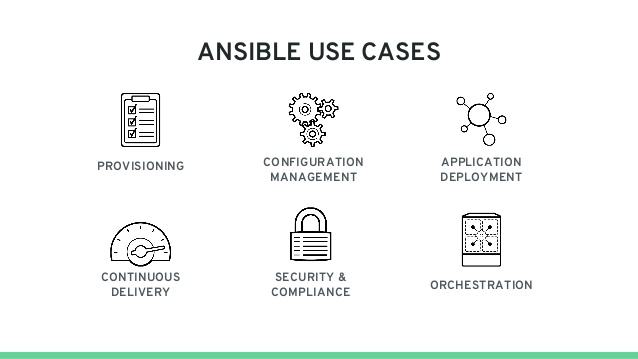 ANSIBLE USE CASES
PROVISIONING
CONFIGURATION
MANAGEMENT
APPLICATION
DEPLOYMENT
CONTINUOUS
DELIVERY
SECURITY &
COMPLIANCE
ORCHESTRATION